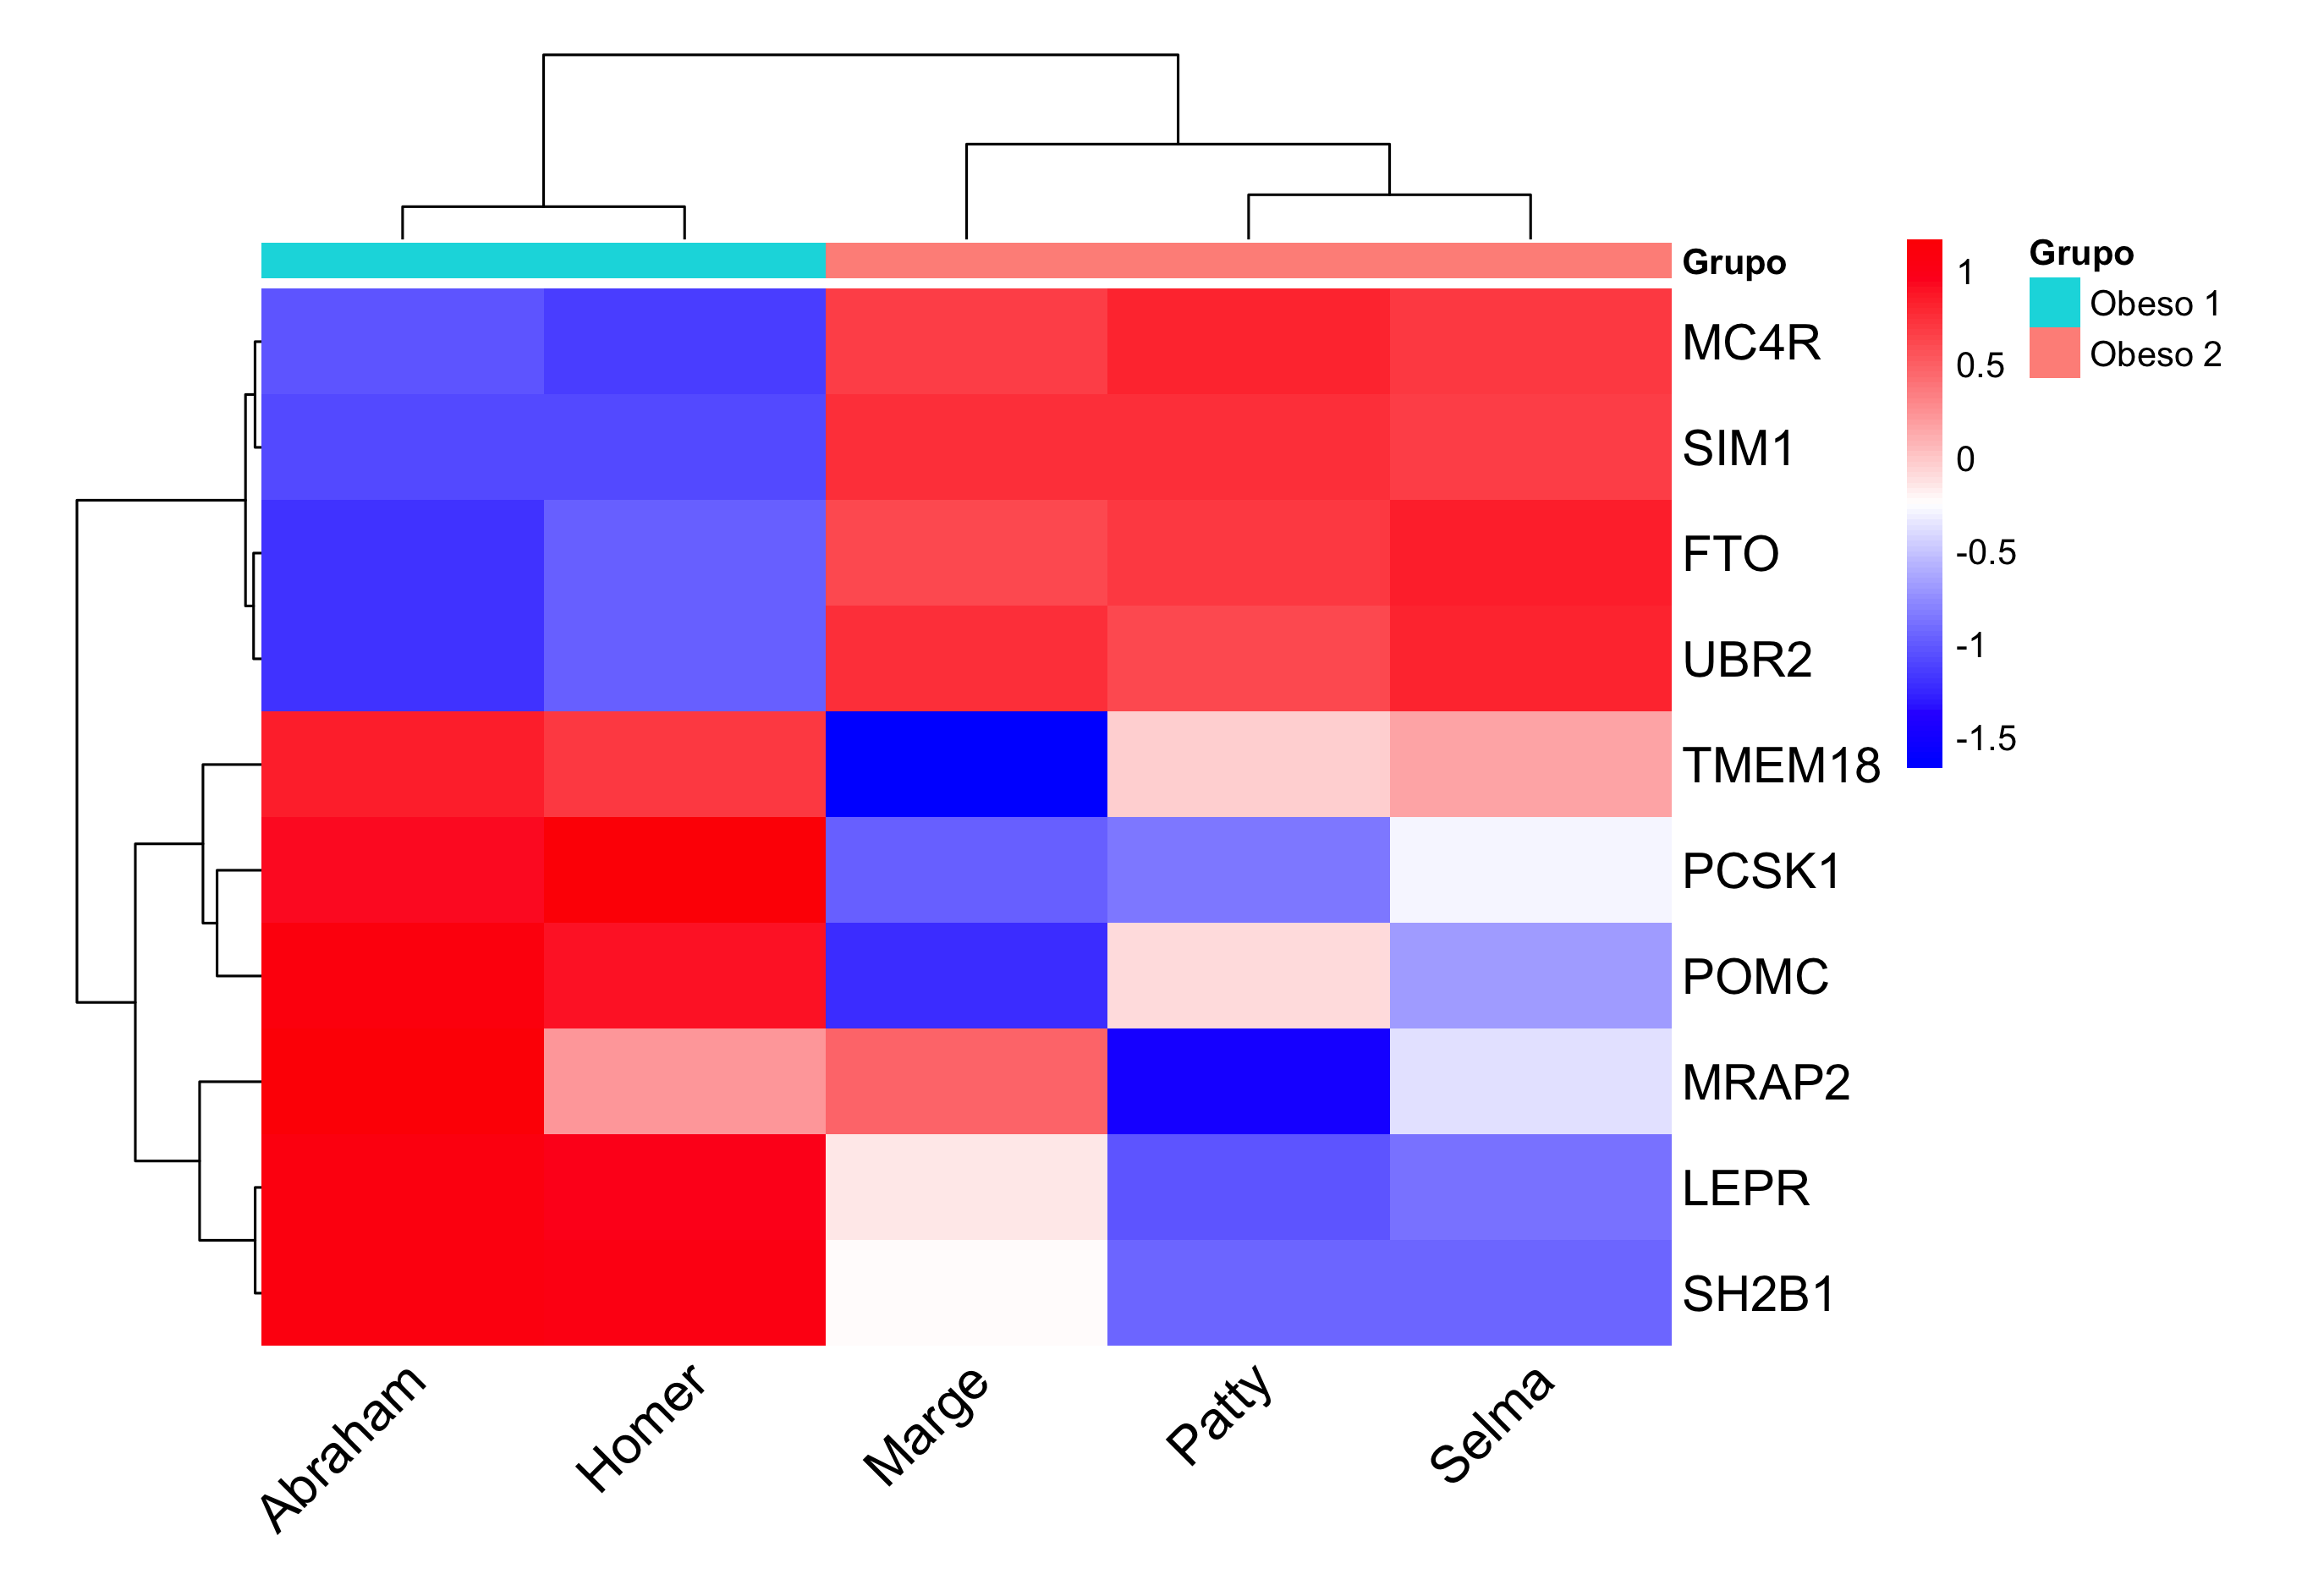 Grupo
MC4R
SIM1
FTO
UBR2
TMEM18
PCSK1
POMC
MRAP2
LEPR
SH2B1
Abraham
Homer
Marge
Patty
Selma
1
0.5
0
-0.5
-1
-1.5
Grupo
Obeso 1
Obeso 2